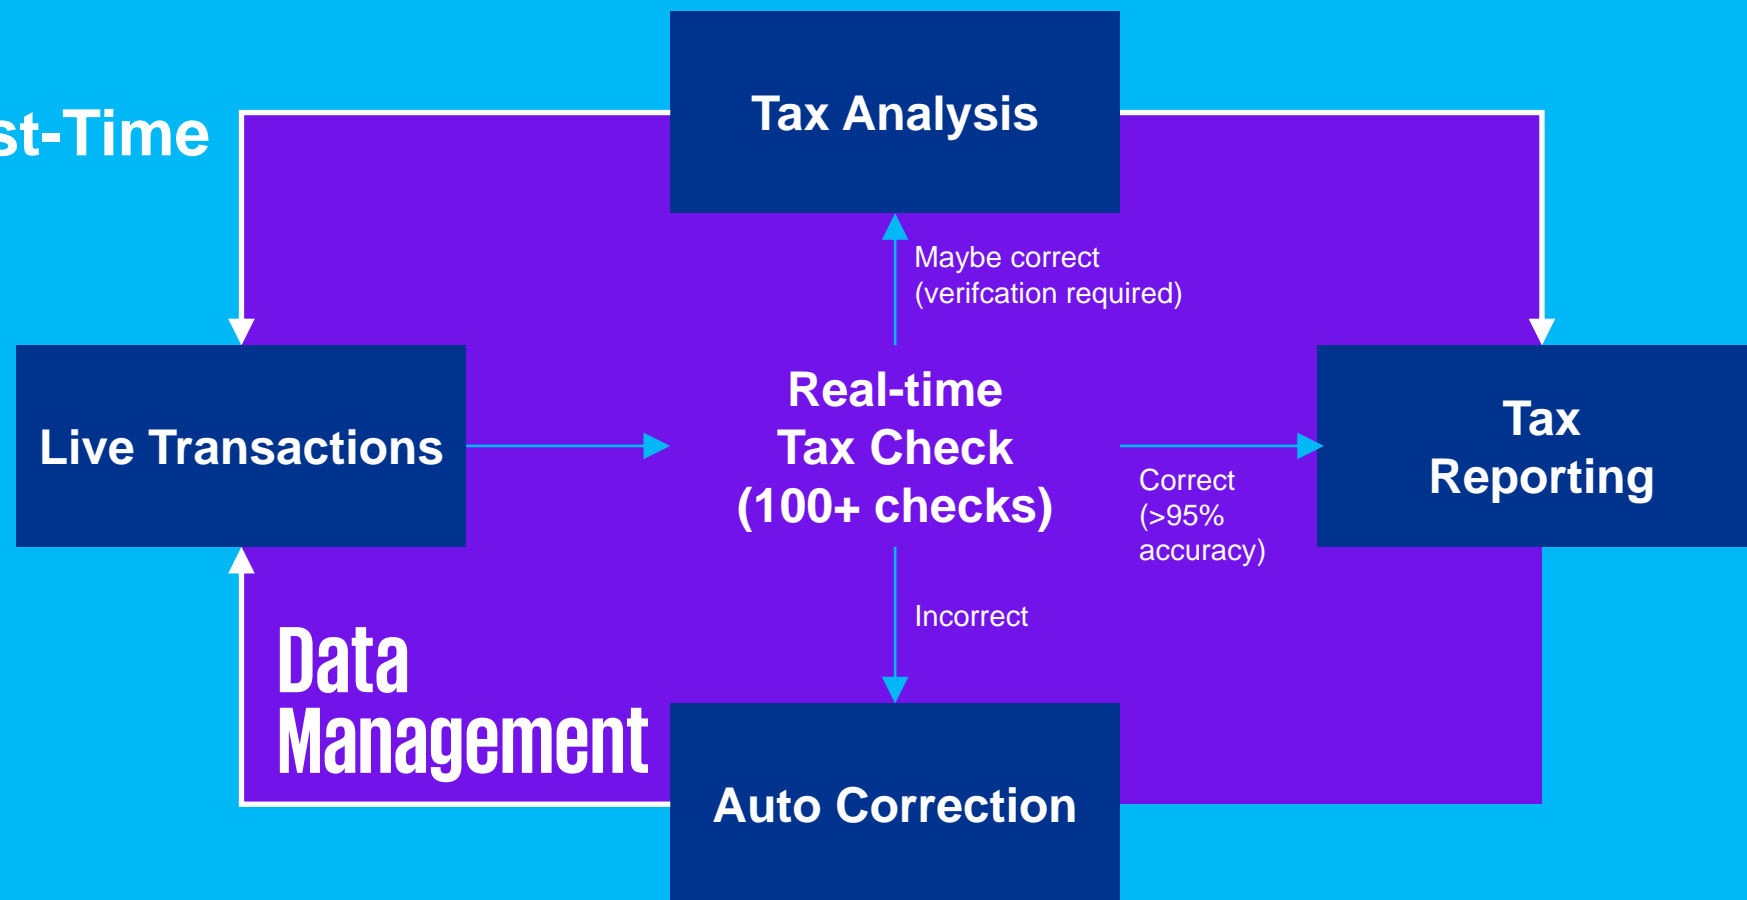 Tax Analysis
st-Time
Maybe correct
(verifcation required)
Live Transactions
Real-time
Tax Check
(100+ checks)
Tax
Reporting
Correct
(>95%
accuracy)
Incorrect
Data
Management
Auto Correction